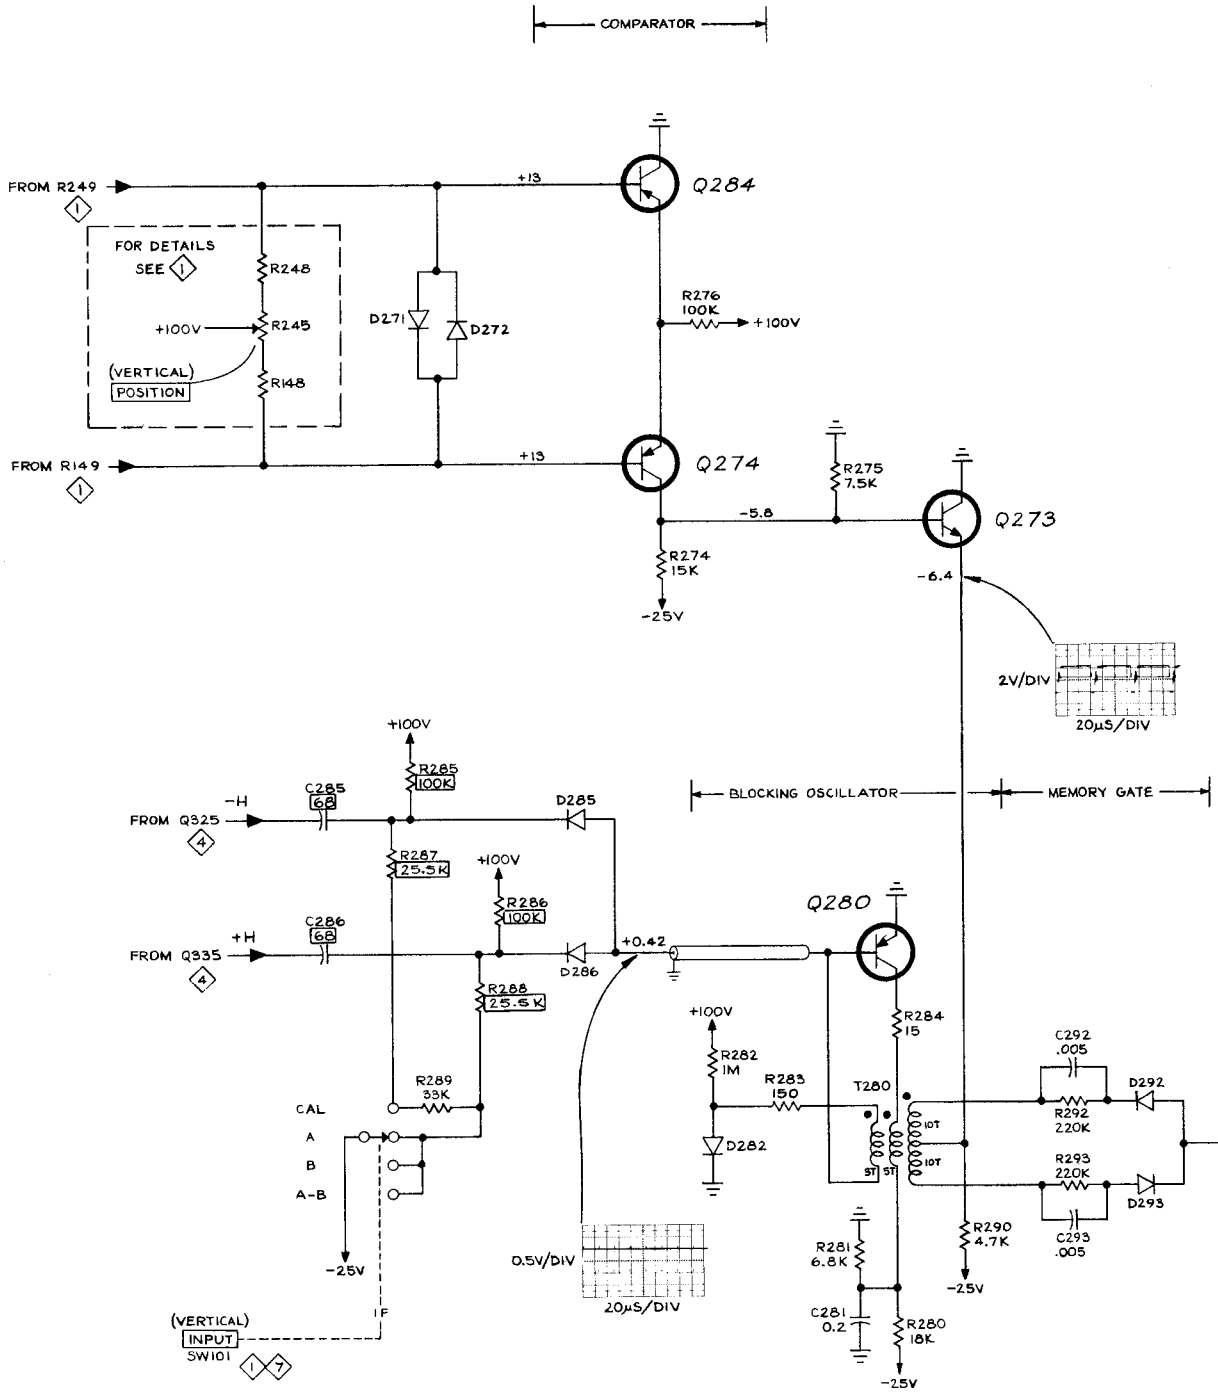 COMPARATOR
FROM R249
1
+13
Q284
FOR DETAILS
SEE 1
R248
+100V
R245
(VERTICAL)
POSITION
R148
D271
D272
R276
100K
+100V
FROM R149
1
+13
Q274
R275
7.5K
-5.8
Q273
R274
15K
-25V
-6.4
2V/DIV
20µS/DIV
+100V
R285
100K
C285
68
-H
FROM Q325
4
D285
BLOCKING OSCILLATOR
MEMORY GATE
R287
25.5K
+100V
R286
100K
C286
68
+H
FROM Q335
4
D286
+0.42
Q280
R288
25.5K
R284
15
+100V
R282
1M
R283
150
T280
C292
.005
D292
R292
220K
R289
33K
CAL
A
B
A-B
D282
5T
5T
10T
10T
R293
220K
D293
C293
.005
-25V
0.5V/DIV
20µS/DIV
R281
6.8K
R290
4.7K
-25V
C281
0.2
R280
18K
-25V
1F
(VERTICAL)
INPUT
SW101
1 7